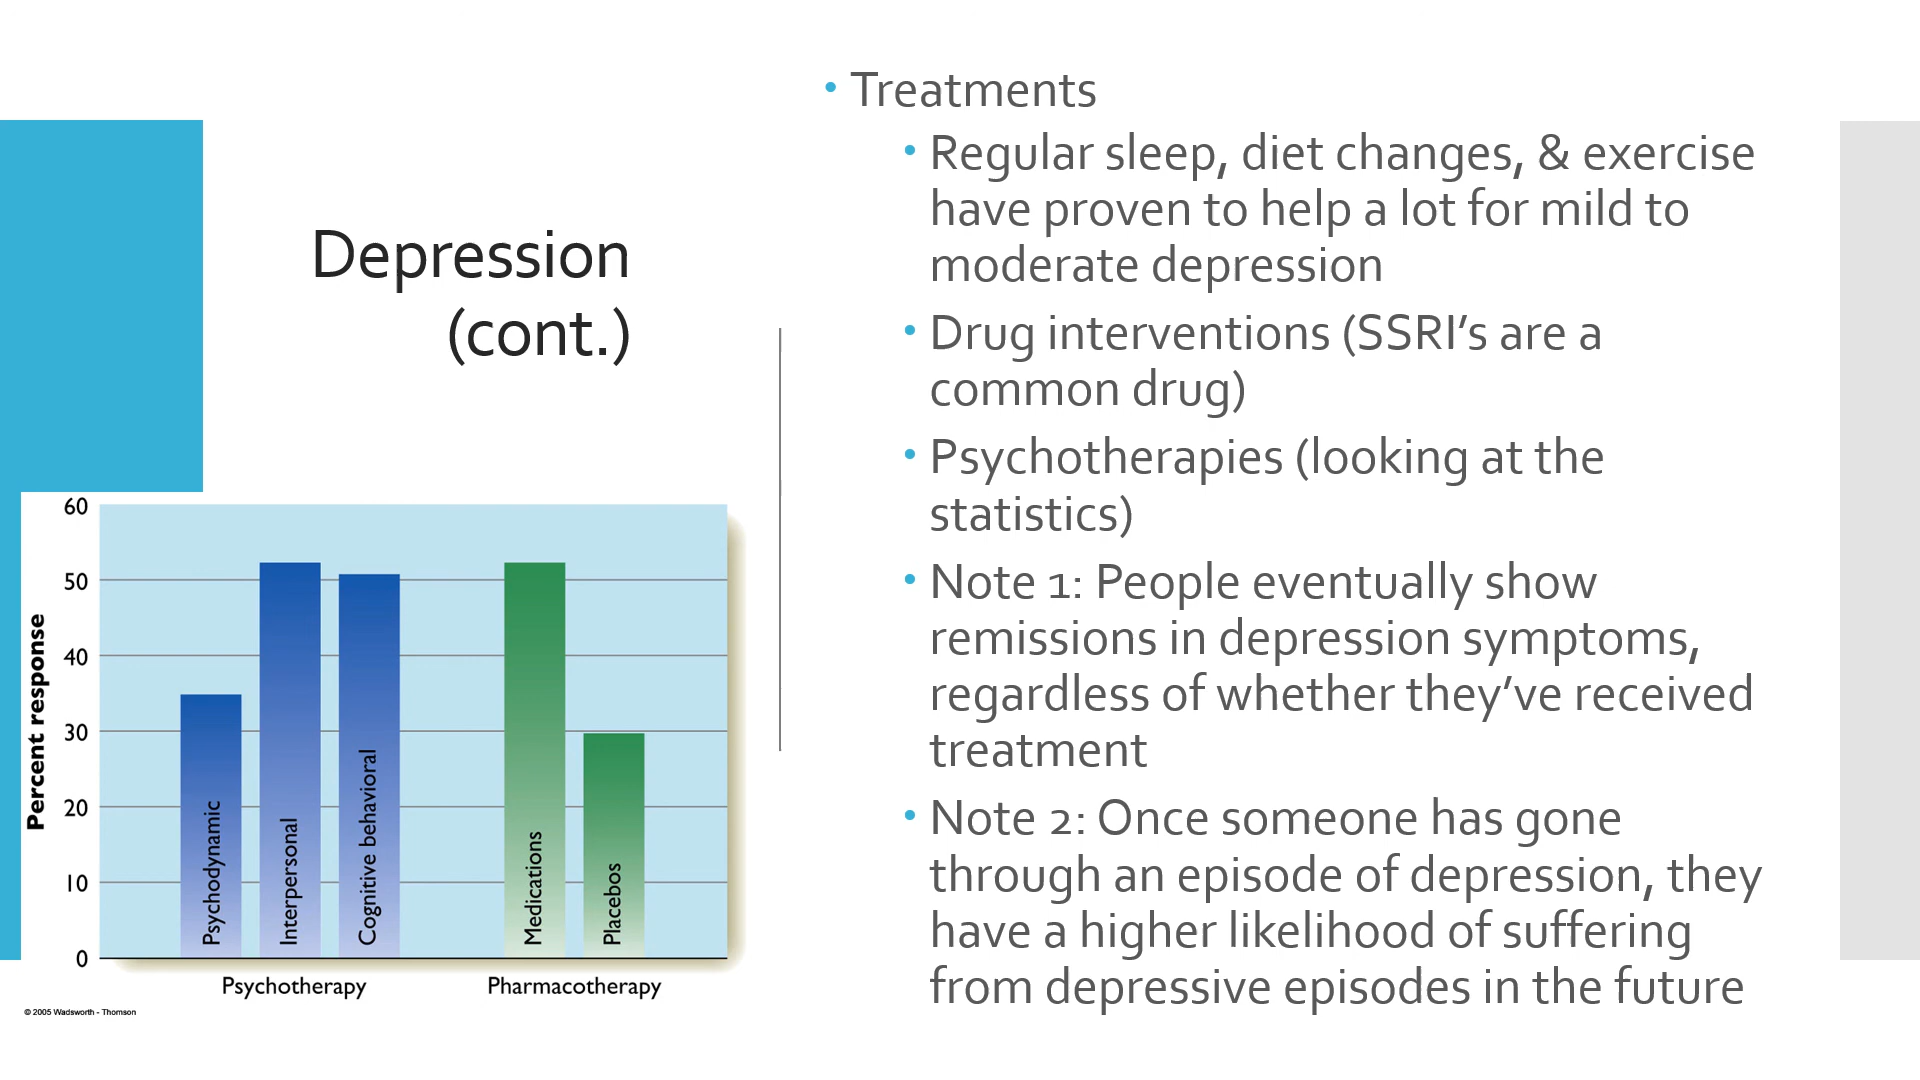 Depression
(cont.)
• Treatments
• Regular sleep, diet changes, & exercise
have proven to help a lot for mild to
moderate depression
• Drug interventions (SSRI’s are a
common drug)
• Psychotherapies (looking at the
statistics)
• Note 1: People eventually show
remissions in depression symptoms,
regardless of whether they’ve received
treatment
• Note 2: Once someone has gone
through an episode of depression, they
have a higher likelihood of suffering
from depressive episodes in the future
Percent response
60
50
40
30
20
10
0
Psychodynamic
Interpersonal
Cognitive behavioral
Medications
Placebos
Psychotherapy
Pharmacotherapy
© 2005 Wadsworth - Thomson